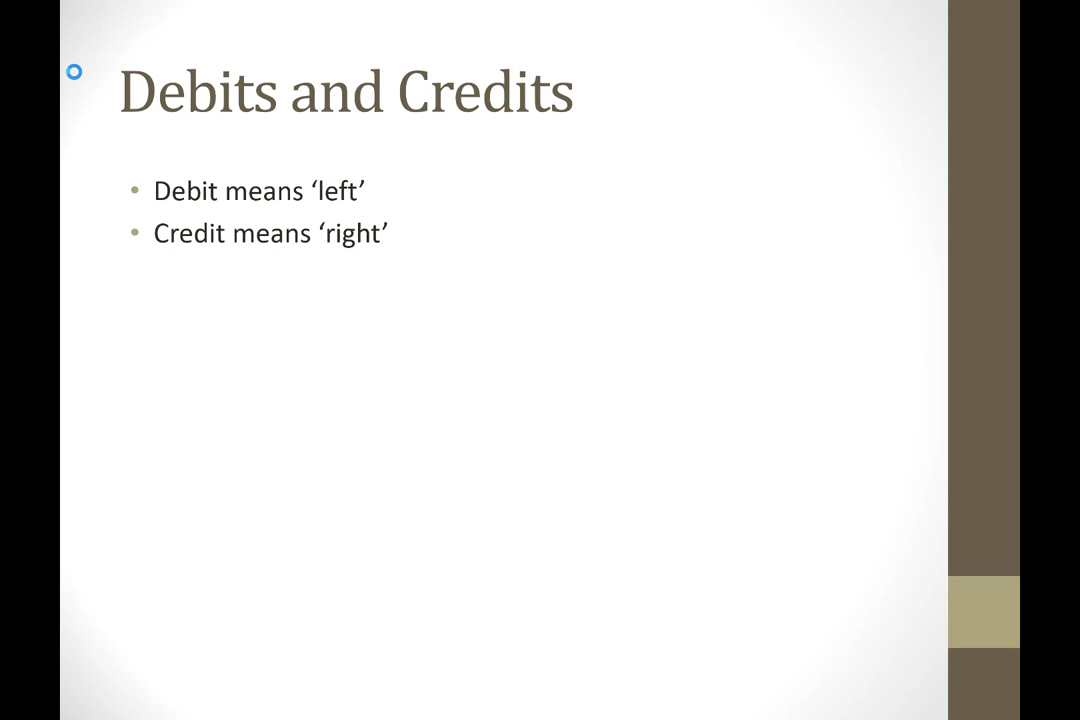 Debits and Credits
• Debit means ‘left’
• Credit means ‘right’